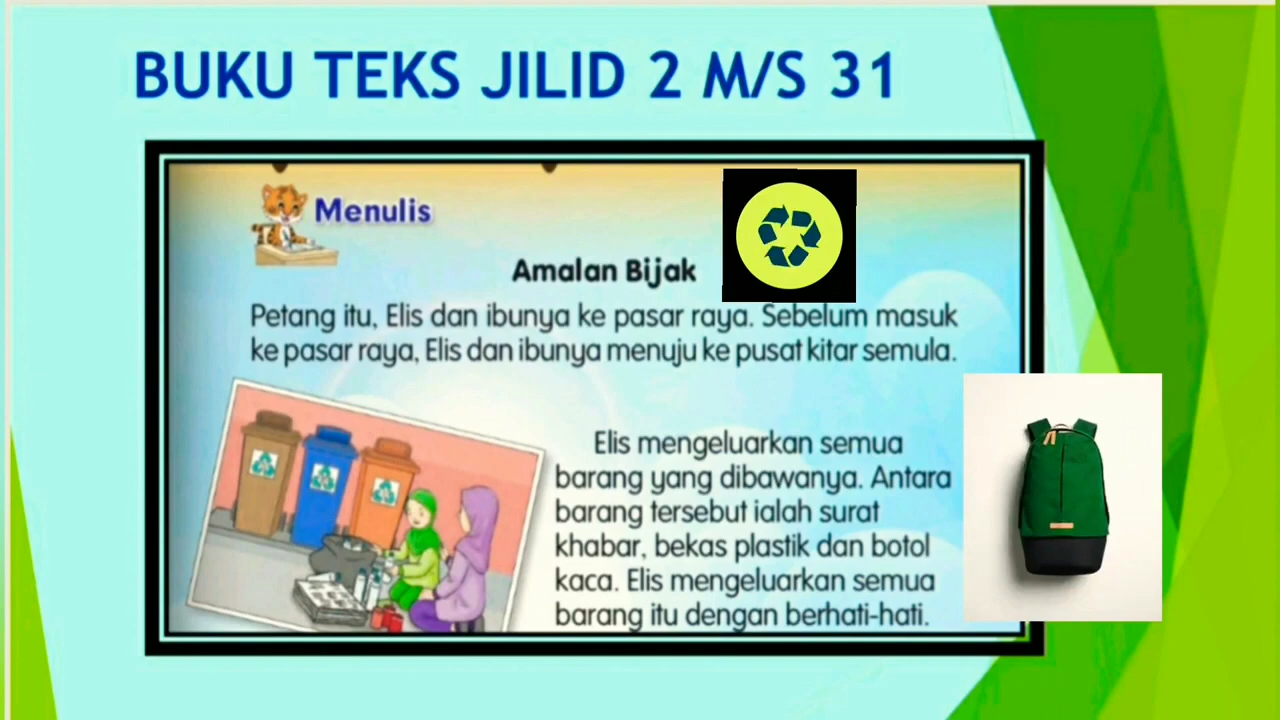 BUKU TEKS JILID 2 M/S 31
Menulis
Amalan Bijak
Petang itu, Elis dan ibunya ke pasar raya. Sebelum masuk
ke pasar raya, Elis dan ibunya menuju ke pusat kitar semula.
Elis mengeluarkan semua
barang yang dibawanya. Antara
barang tersebut ialah surat
khabar, bekas plastik dan botol
kaca. Elis mengeluarkan semua
barang itu dengan berhati-hati.